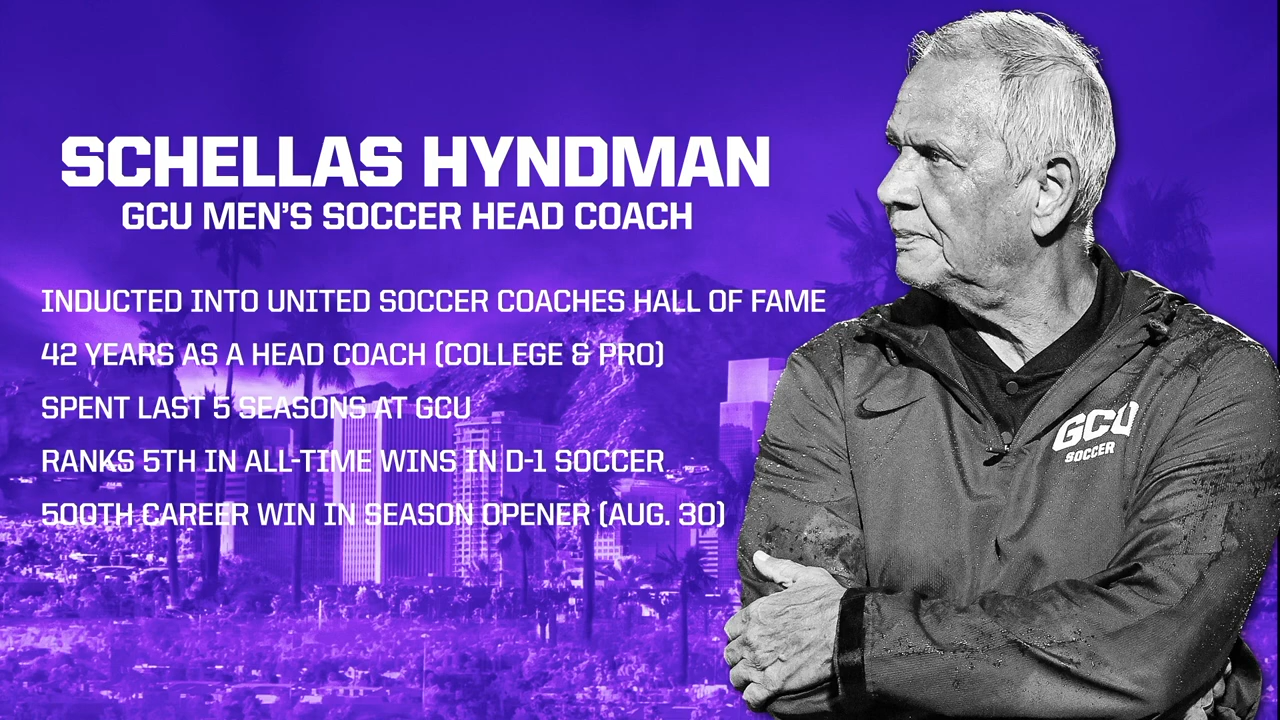 SCHELLAS HYNDMAN
GCU MEN'S SOCCER HEAD COACH
INDUCTED INTO UNITED SOCCER COACHES HALL OF FAME
42 YEARS AS A HEAD COACH (COLLEGE & PRO)
SPENT LAST 5 SEASONS AT GCU
RANKS 5TH IN ALL-TIME WINS IN D-1 SOCCER
500TH CAREER WIN IN SEASON OPENER (AUG. 30)
GCU
SOCCER